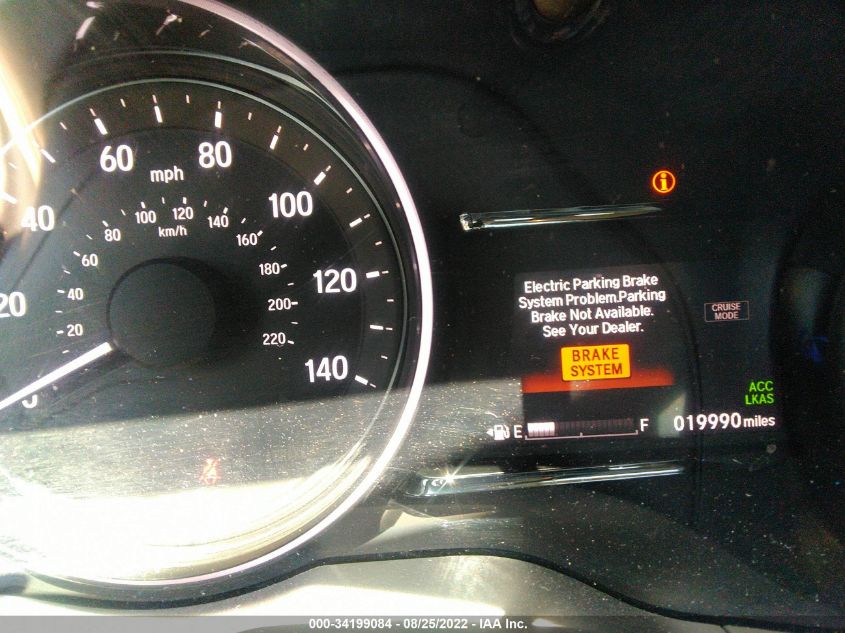 60
80
mph
40
100
100
120
80
140
km/h
160
60
180
120
20
40
200
20
220
140
0
Electric Parking Brake
System Problem.Parking
Brake Not Available.
See Your Dealer.
BRAKE
SYSTEM
CRUISE
MODE
ACC
LKAS
E
F
019990 miles
000-34199084 - 08/25/2022 - IAA Inc.